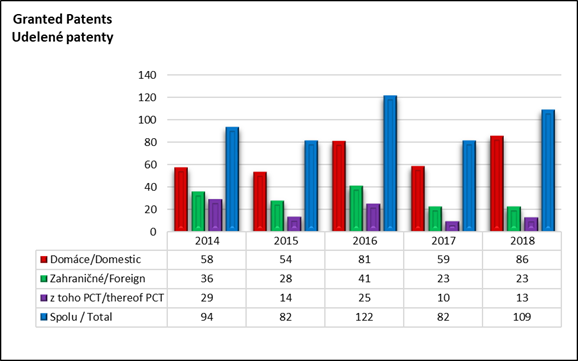 Granted Patents
Udelené patenty
140
120
100
80
60
40
20
0
2014 2015 2016 2017 2018
Domáce/Domestic 58 54 81 59 86
Zahraničné/Foreign 36 28 41 23 23
z toho PCT/thereof PCT 29 14 25 10 13
Spolu / Total 94 82 122 82 109